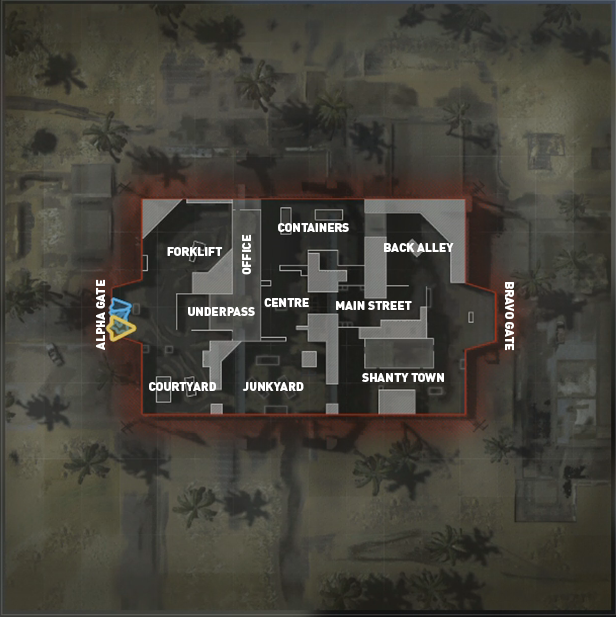 CONTAINERS
OFFICE
FORKLIFT
BACK ALLEY
ALPHA GATE
CENTRE
MAIN STREET
UNDERPASS
BRAVO GATE
SHANTY TOWN
COURTYARD
JUNKYARD